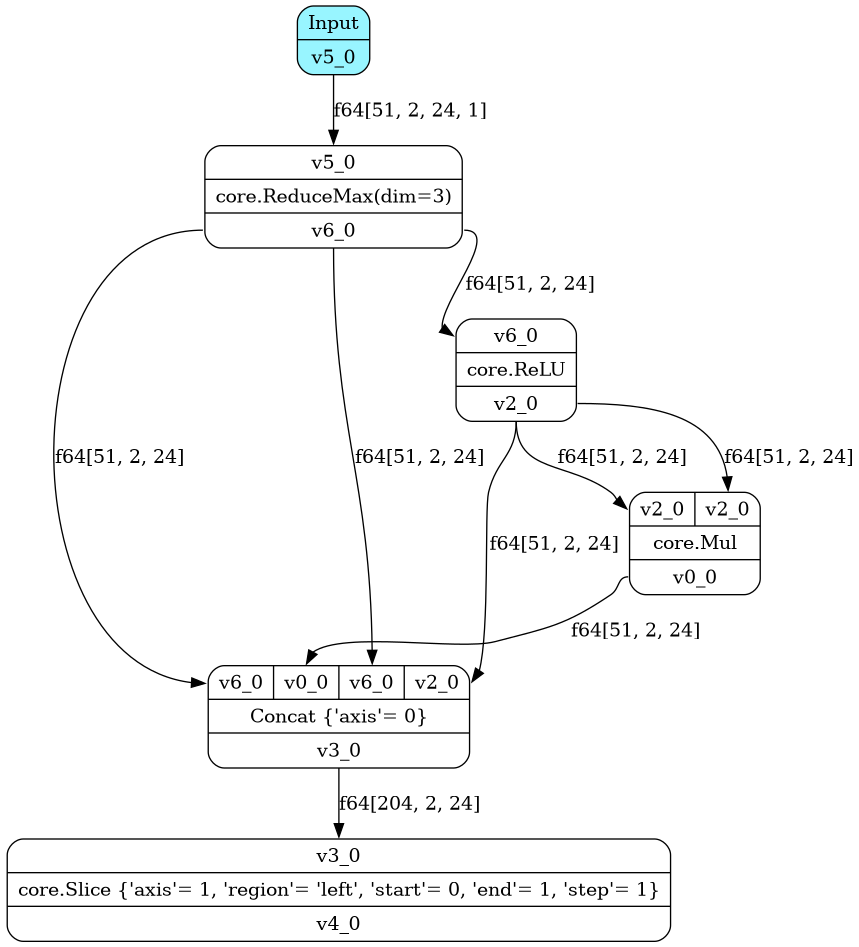 Input
v5_0
f64[51, 2, 24, 1]
v5_0
core.ReduceMax(dim=3)
v6_0
f64[51, 2, 24]
v6_0
core.ReLU
v2_0
f64[51, 2, 24]
f64[51, 2, 24]
f64[51, 2, 24]
f64[51, 2, 24]
v2_0 v2_0
core.Mul
v0_0
f64[51, 2, 24]
f64[51, 2, 24]
v6_0 v0_0 v6_0 v2_0
Concat {'axis'= 0}
v3_0
f64[204, 2, 24]
v3_0
core.Slice {'axis'= 1, 'region'= 'left', 'start'= 0, 'end'= 1, 'step'= 1}
v4_0